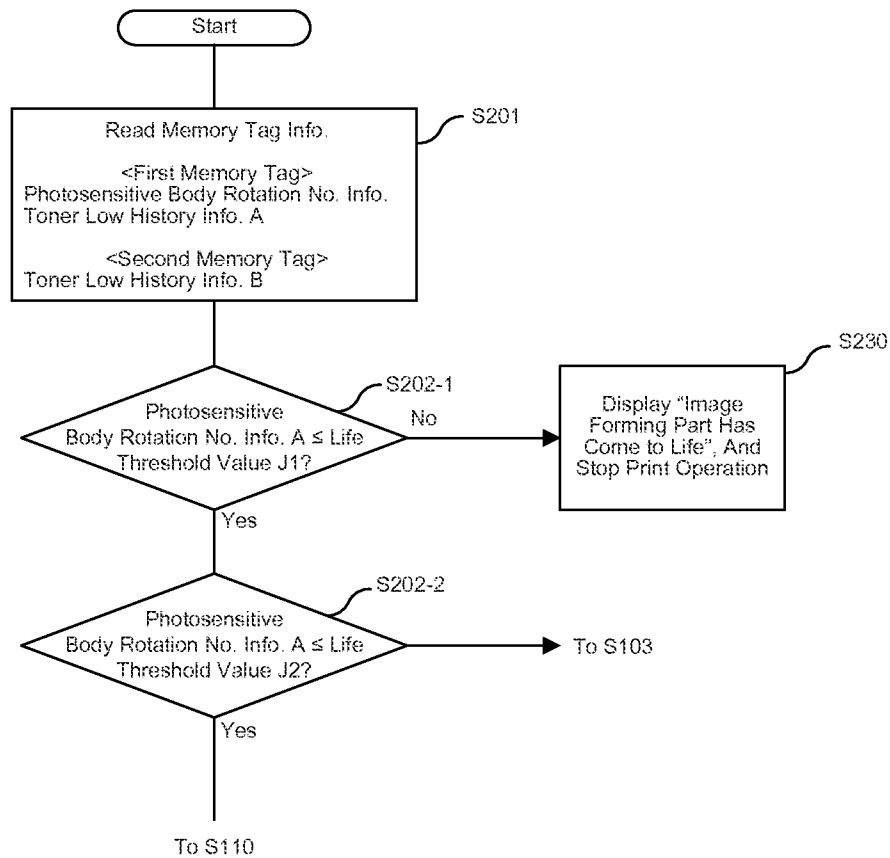 Start
S201
Read Memory Tag Info.
<First Memory Tag>
Photosensitive Body Rotation No. Info.
Toner Low History Info. A
<Second Memory Tag>
Toner Low History Info. B
S202-1
Photosensitive
Body Rotation No. Info. A ≤ Life
Threshold Value J1?
No
S230
Display “Image
Forming Part Has
Come to Life”, And
Stop Print Operation
Yes
S202-2
Photosensitive
Body Rotation No. Info. A ≤ Life
Threshold Value J2?
To S103
Yes
To S110